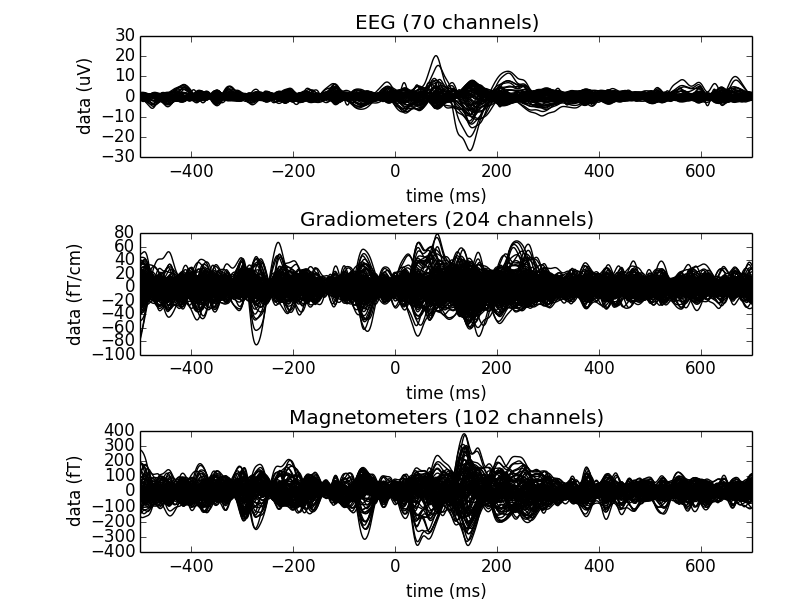 EEG (70 channels)
30
20
10
0
−10
−20
−30
data (uV)
−400 −200 0 200 400 600
time (ms)
Gradiometers (204 channels)
80
60
40
20
0
−20
−40
−60
−80
−100
data (fT/cm)
−400 −200 0 200 400 600
time (ms)
Magnetometers (102 channels)
400
300
200
100
0
−100
−200
−300
−400
data (fT)
−400 −200 0 200 400 600
time (ms)